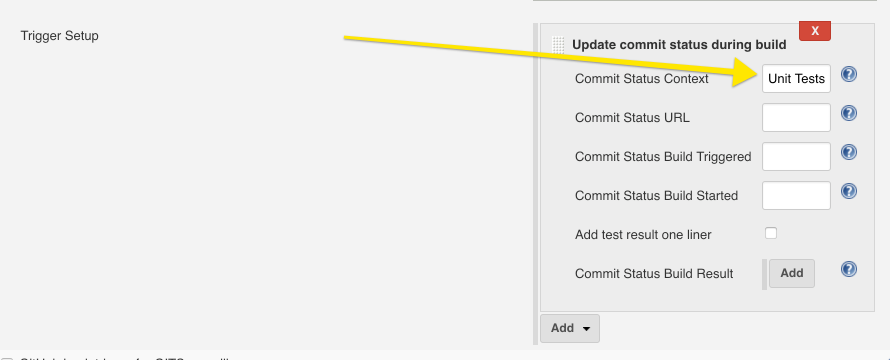 Trigger Setup
X
Update commit status during build
Commit Status Context
Unit Tests
?
Commit Status URL
?
Commit Status Build Triggered
?
Commit Status Build Started
?
Add test result one liner
Commit Status Build Result
Add
?
Add